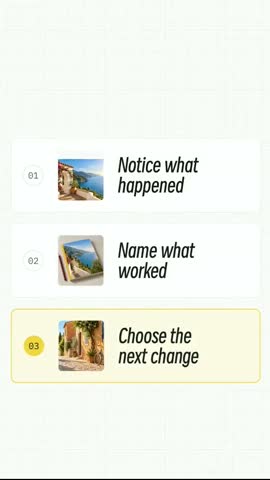 01
Notice what
happened
02
Name what
worked
03
Choose the
next change